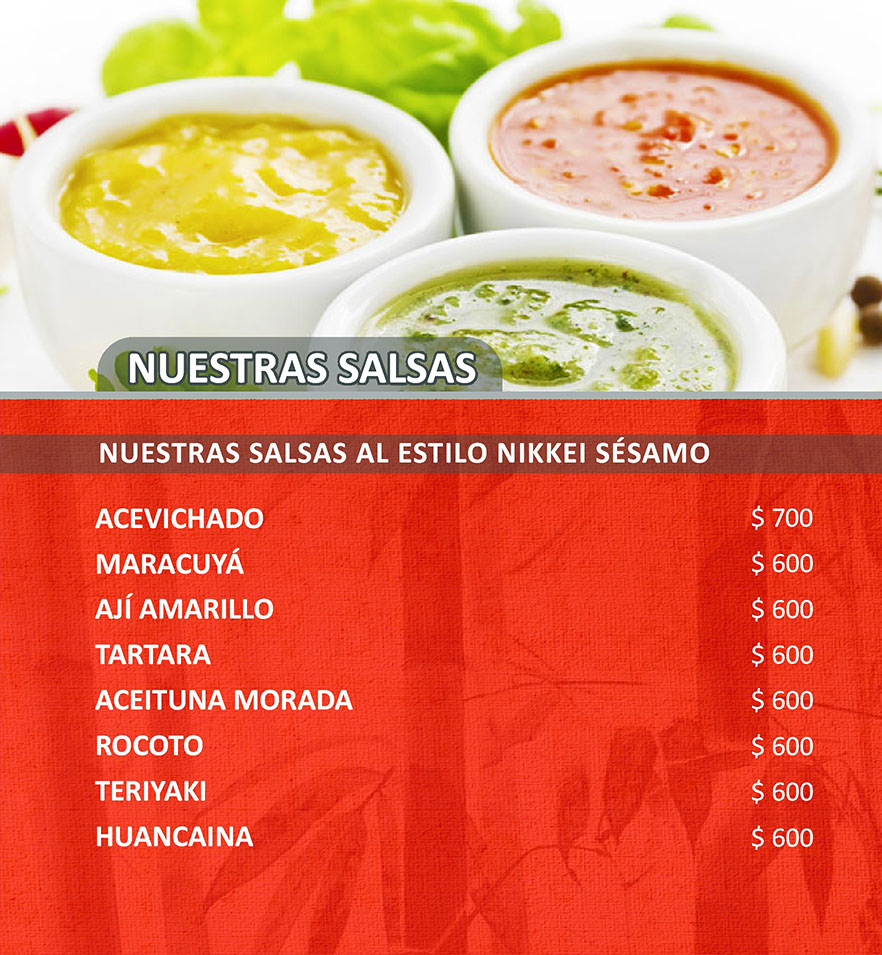 NUESTRAS SALSAS
NUESTRAS SALSAS AL ESTILO NIKKEI SÉSAMO
ACEVICHADO $ 700
MARACUYÁ $ 600
AJÍ AMARILLO $ 600
TARTARA $ 600
ACEITUNA MORADA $ 600
ROCOTO $ 600
TERIYAKI $ 600
HUANCAINA $ 600